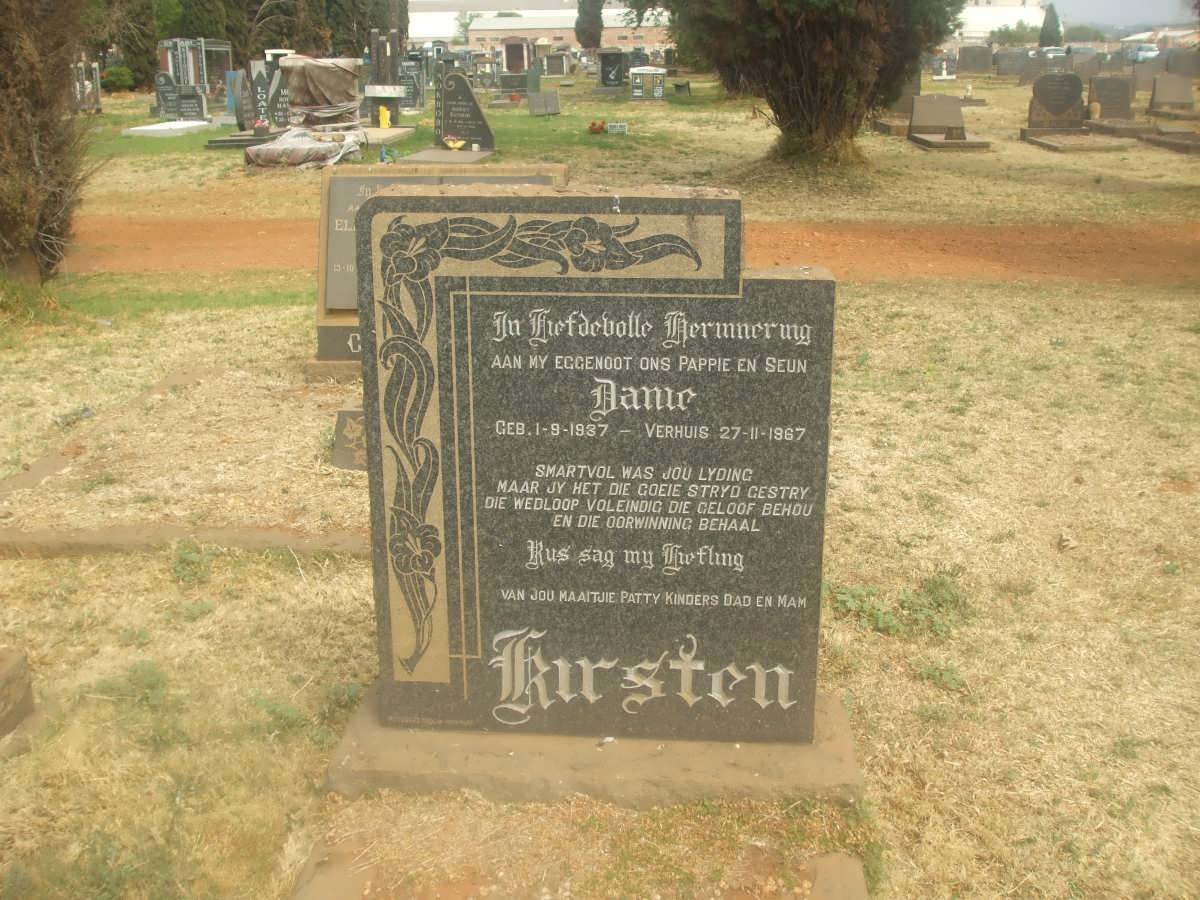 In Liefdevolle Herinnering
AAN MY EGGENOOT ONS PAPPIE EN SEUN
Danie
GEB. 1-9-1937 — VERHUIS 27-11-1967
SMARTVOL WAS JOU LYDING
MAAR JY HET DIE GOEIE STRYD GESTRY
DIE WEDLOOP VOLEINDIG DIE GELOOF BEHOU
EN DIE OORWINNING BEHAAL
Rus sag my Liefling
VAN JOU MAAITJIE PATTY KINDERS DAD EN MAM
Kirsten
LOAT